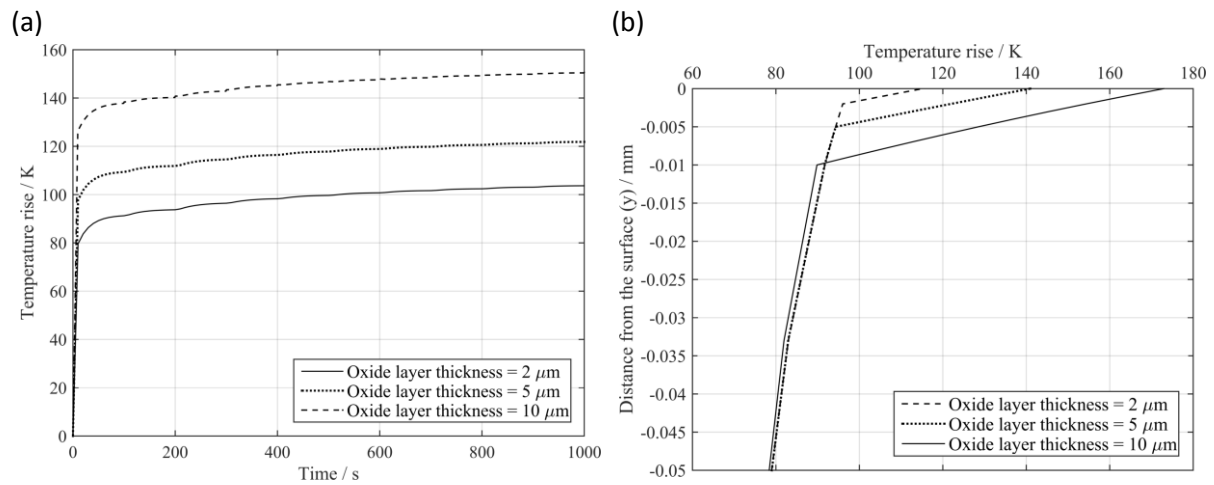 (a)
160
140
120
100
80
60
40
20
0
Temperature rise / K
0 200 400 600 800 1000
Time / s
Oxide layer thickness = 2 μm
Oxide layer thickness = 5 μm
Oxide layer thickness = 10 μm
(b)
Temperature rise / K
60 80 100 120 140 160 180
0
-0.005
-0.01
-0.015
-0.02
-0.025
-0.03
-0.035
-0.04
-0.045
-0.05
Distance from the surface (y) / mm
Oxide layer thickness = 2 μm
Oxide layer thickness = 5 μm
Oxide layer thickness = 10 μm